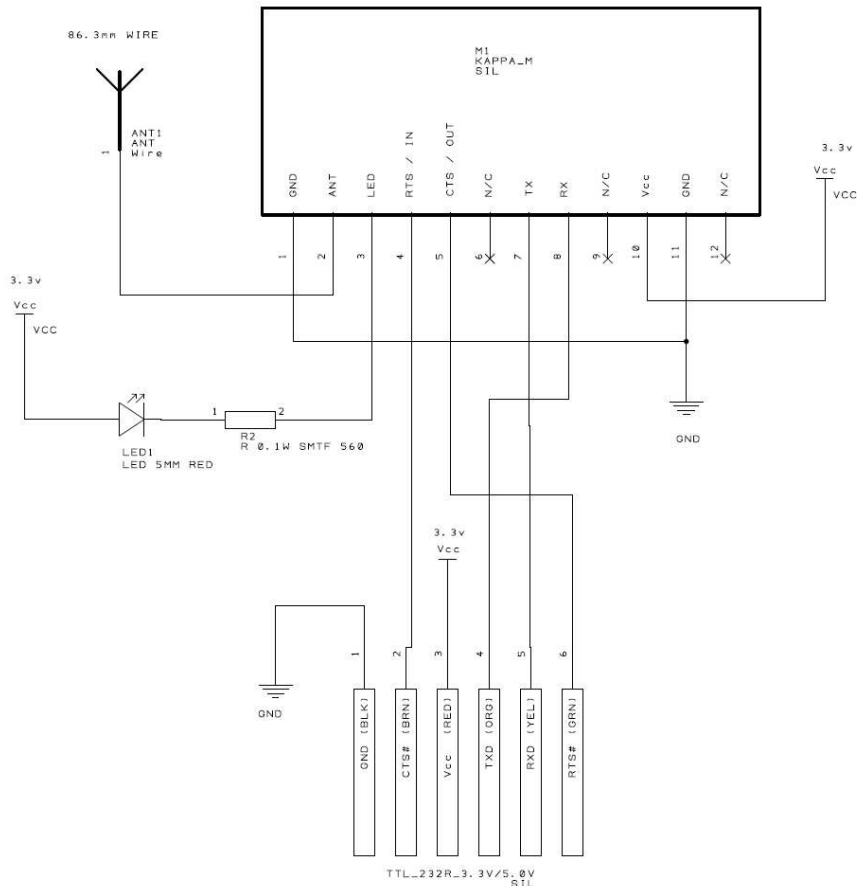 86.3mm WIRE
M1
KAPPA_M
SIL
ANT1
ANT
Wire
1
GND
ANT
LED
RTS / IN
CTS / OUT
N/C
TX
RX
N/C
Vcc
GND
N/C
1
2
3
4
5
6
7
8
9
10
11
12
3.3v
Vcc
VCC
3.3v
Vcc
VCC
1
2
R2
R 0.1W SMTF 560
LED1
LED 5MM RED
GND
3.3v
Vcc
GND
1
2
3
4
5
6
GND (BLK)
CTS# (BRN)
Vcc (RED)
TXD (ORG)
RXD (YEL)
RTS# (GRN)
TTL_232R_3.3V/5.0V
SIL